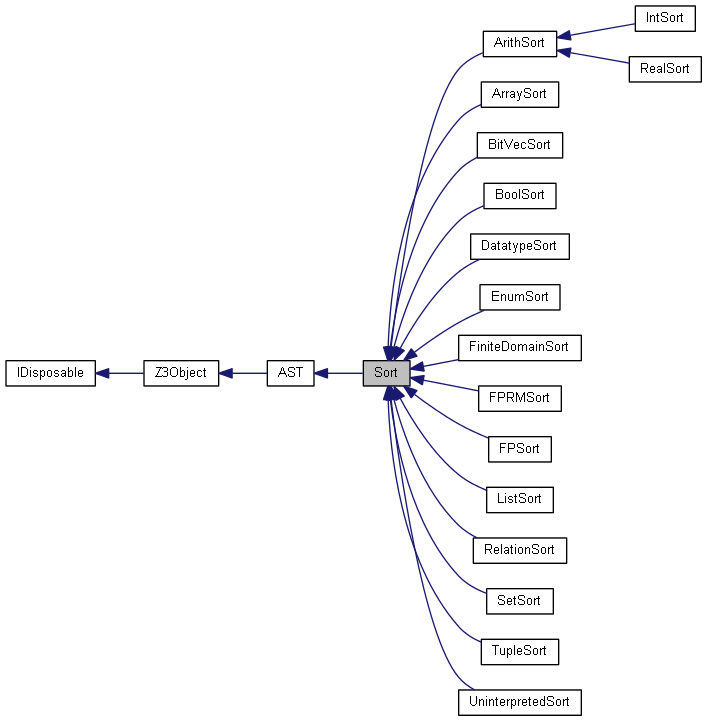 IntSort
ArithSort
RealSort
ArraySort
BitVecSort
BoolSort
DatatypeSort
EnumSort
FiniteDomainSort
IDisposable
Z3Object
AST
Sort
FPRMSort
FPSort
ListSort
RelationSort
SetSort
TupleSort
UninterpretedSort